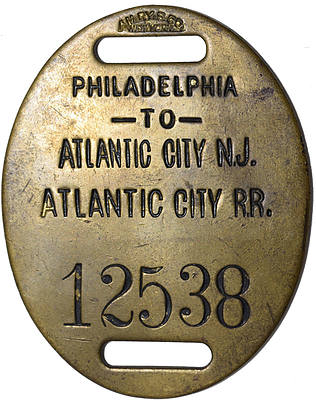 PHILADELPHIA
—TO—
ATLANTIC CITY N.J.
ATLANTIC CITY RR.
12538